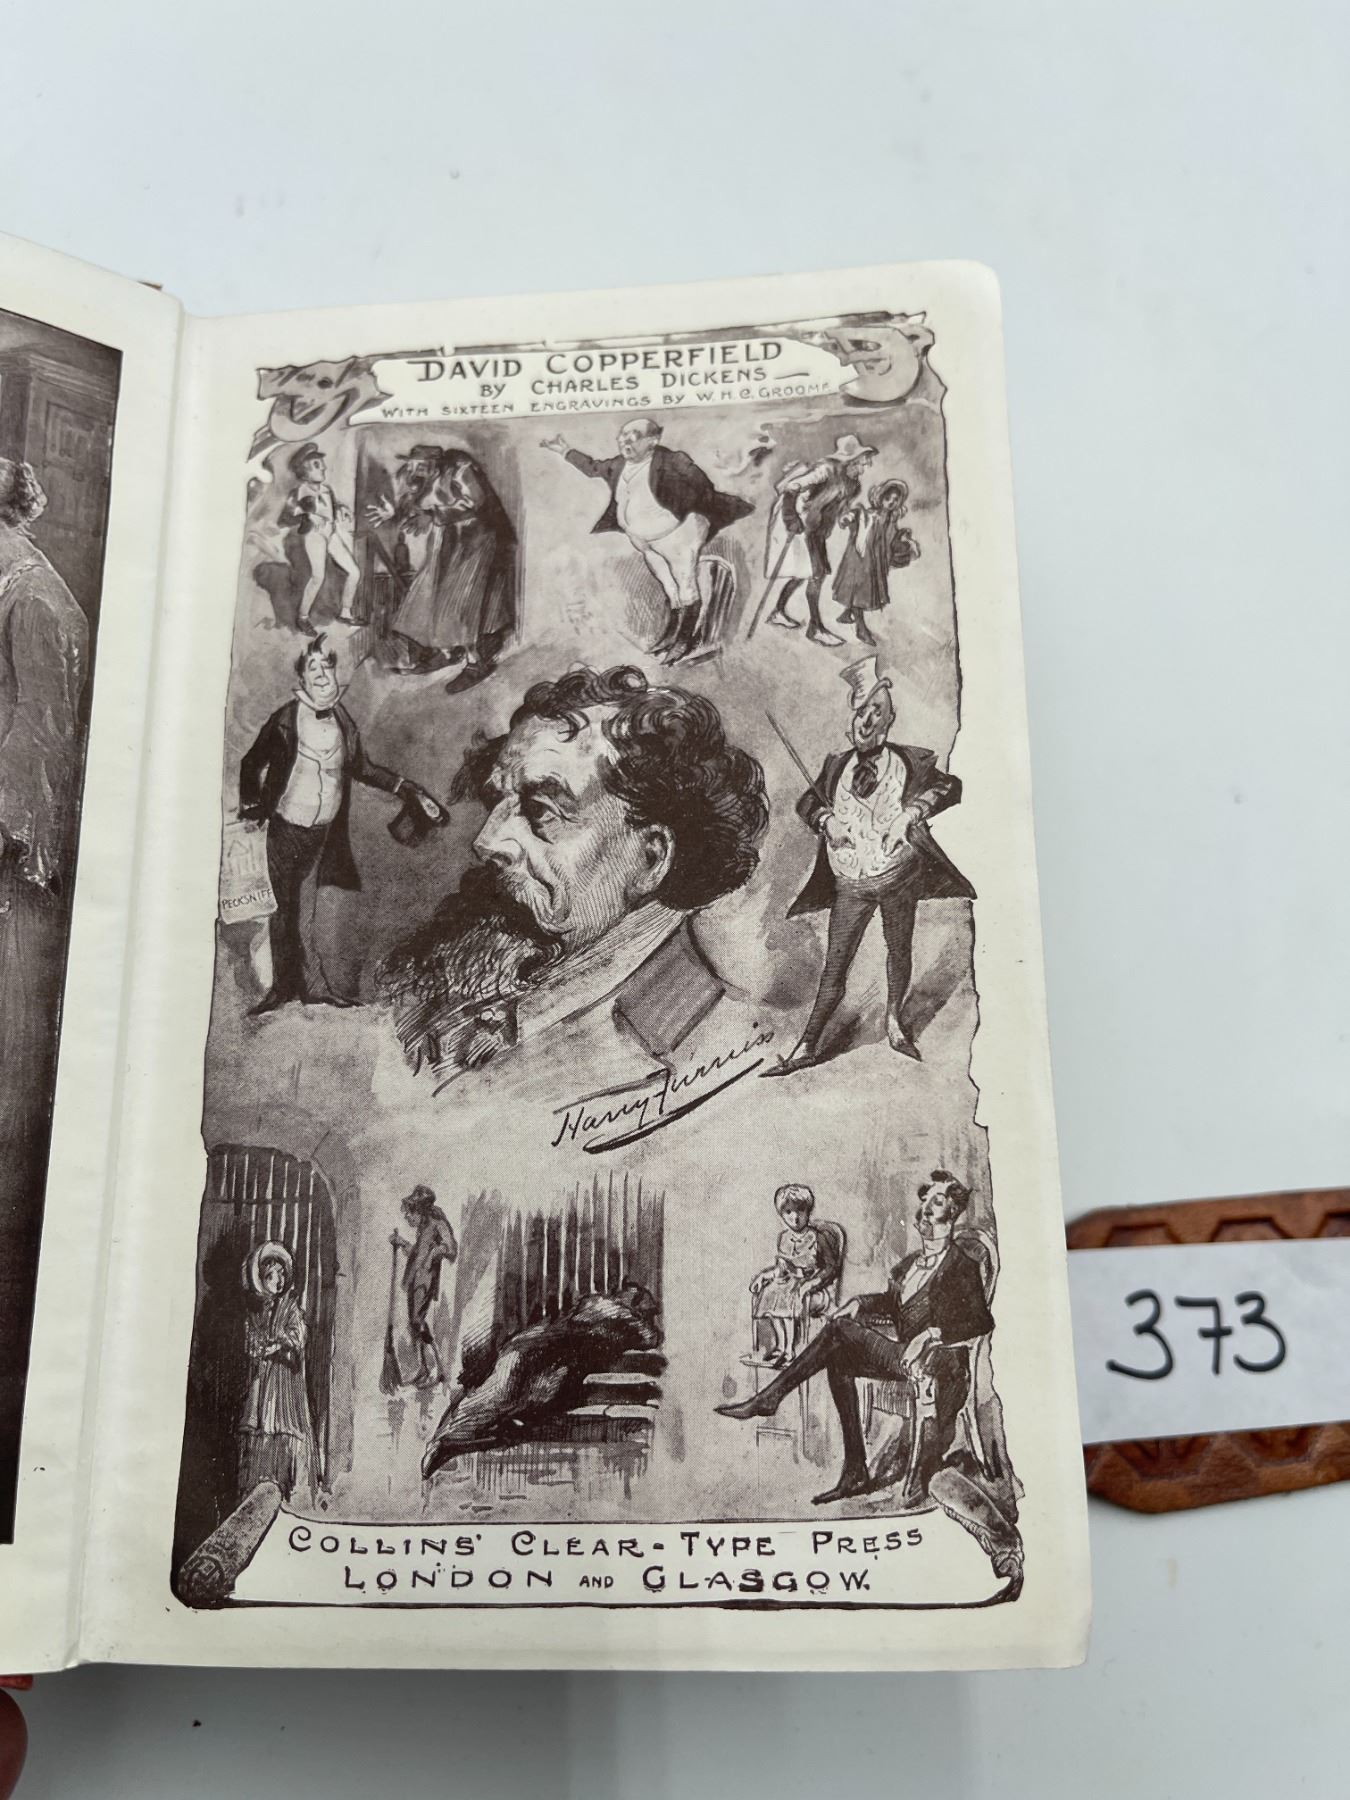 DAVID COPPERFIELD
BY CHARLES DICKENS
WITH SIXTEEN ENGRAVINGS BY W. H. C. GROOME
PECKSNIFF
Harry Furniss
373
COLLINS' CLEAR-TYPE PRESS
LONDON AND GLASGOW.